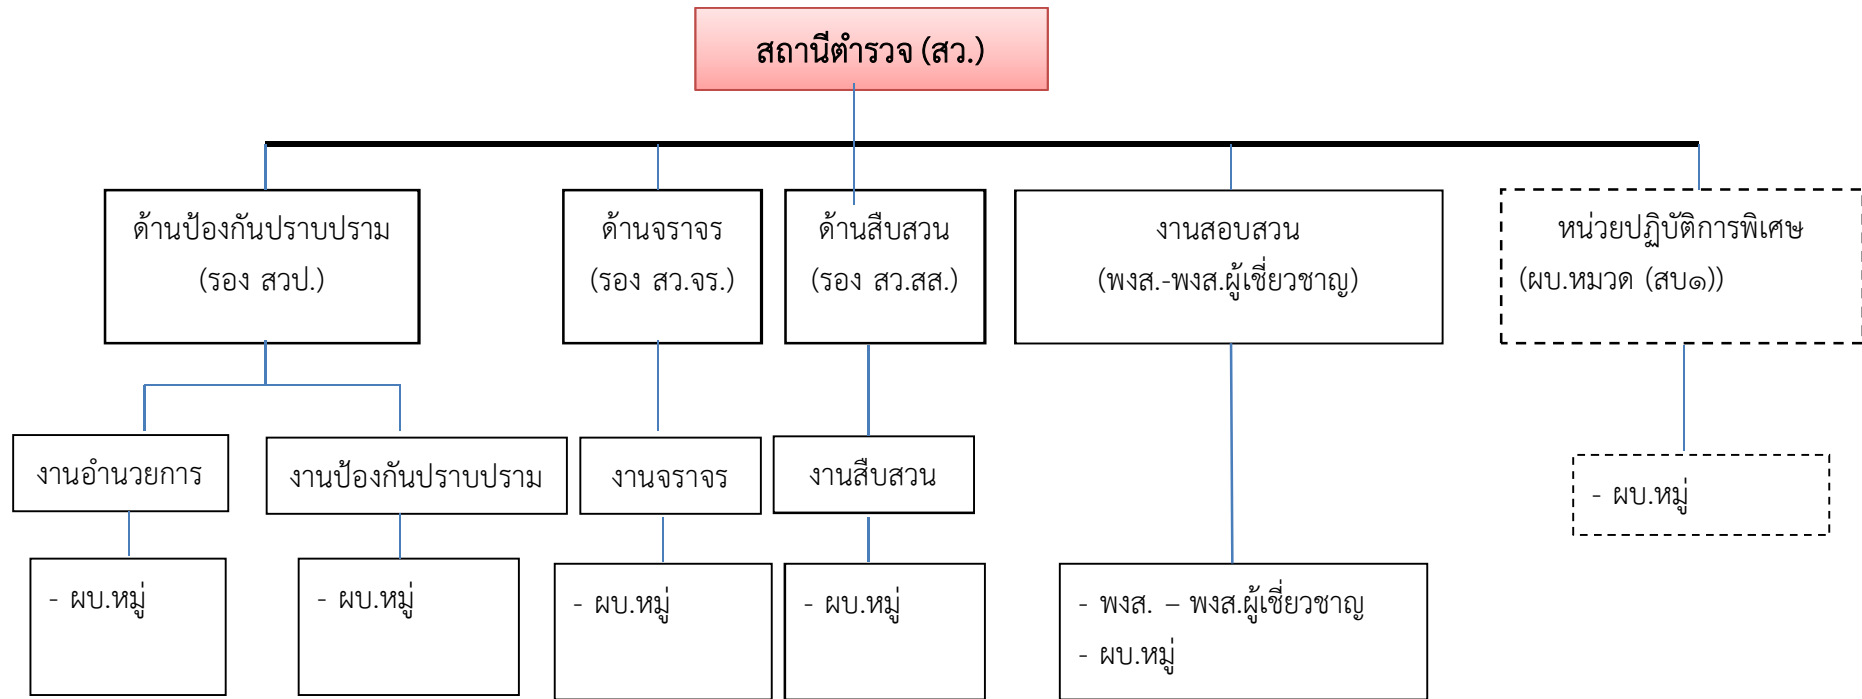 สถานีตำรวจ (สว.)
ด้านป้องกันปราบปราม
(รอง สวป.)
ด้านจราจร
(รอง สว.จร.)
ด้านสืบสวน
(รอง สว.สส.)
งานสอบสวน
(พงส.-พงส.ผู้เชี่ยวชาญ)
หน่วยปฏิบัติการพิเศษ
(ผบ.หมวด (สบ๑))
งานอำนวยการ
งานป้องกันปราบปราม
งานจราจร
งานสืบสวน
- ผบ.หมู่
- ผบ.หมู่
- ผบ.หมู่
- ผบ.หมู่
- ผบ.หมู่
- พงส. – พงส.ผู้เชี่ยวชาญ
- ผบ.หมู่